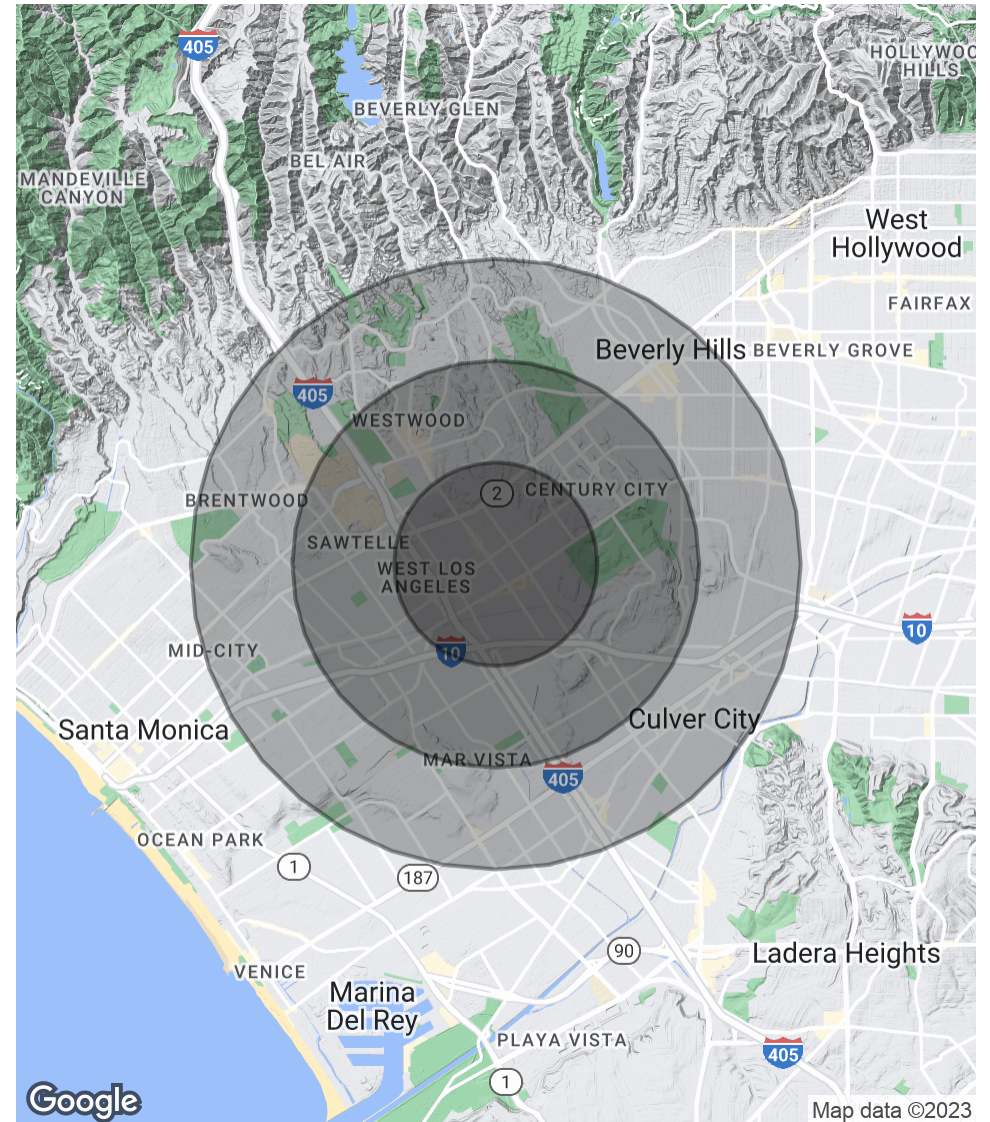 405
HOLLYWOO
HILLS
BEVERLY GLEN
BEL AIR
MANDEVILLE
CANYON
West
Hollywood
FAIRFAX
Beverly Hills
BEVERLY GROVE
405
WESTWOOD
2
CENTURY CITY
BRENTWOOD
SAWTELLE
WEST LOS
ANGELES
10
10
MID-CITY
Santa Monica
Culver City
MAR VISTA
405
OCEAN PARK
1
187
90
Ladera Heights
VENICE
Marina
Del Rey
PLAYA VISTA
405
1
Google
Map data ©2023